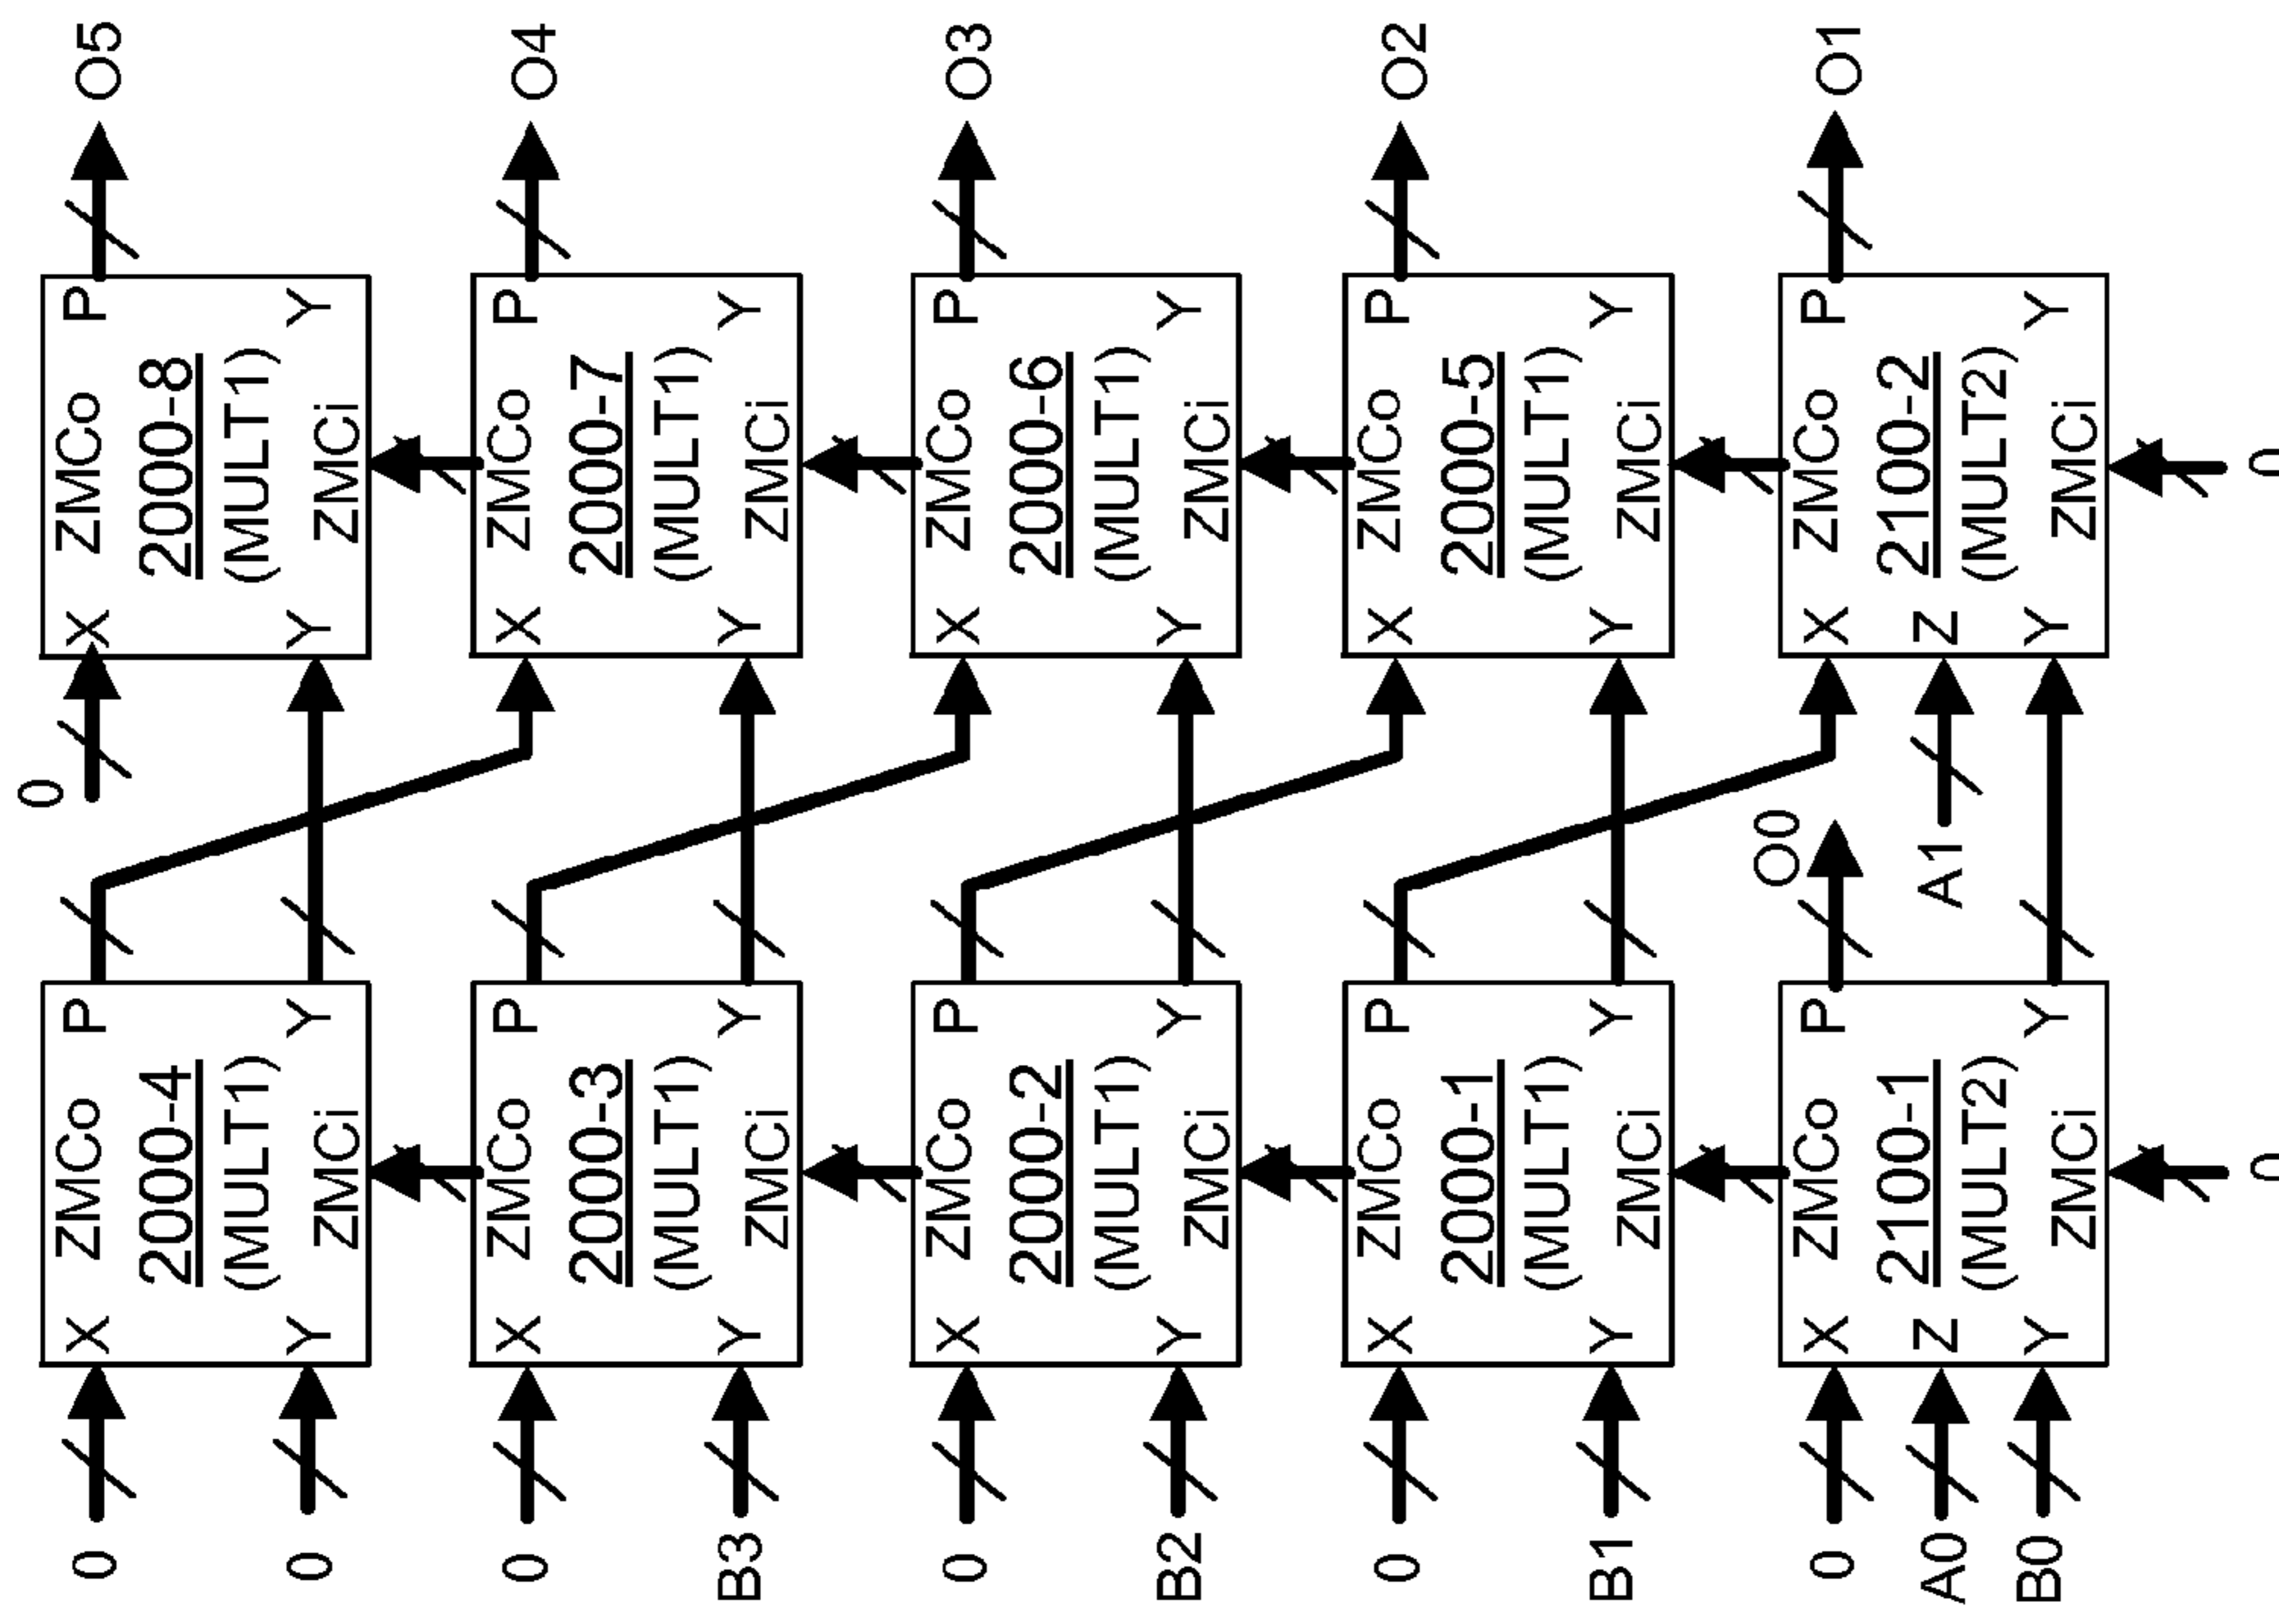 O5
O4
O3
O2
O1
X ZMCo P
2000-8
(MULT1)
Y Y
ZMCi
X ZMCo P
2000-7
(MULT1)
Y Y
ZMCi
X ZMCo P
2000-6
(MULT1)
Y Y
ZMCi
X ZMCo P
2000-5
(MULT1)
Y Y
ZMCi
X ZMCo P
2100-2
Z (MULT2)
Y Y
ZMCi
0
0
O0
A1
X ZMCo P
2000-4
(MULT1)
Y Y
ZMCi
X ZMCo P
2000-3
(MULT1)
Y Y
ZMCi
X ZMCo P
2000-2
(MULT1)
Y Y
ZMCi
X ZMCo P
2000-1
(MULT1)
Y Y
ZMCi
X ZMCo P
2100-1
Z (MULT2)
Y Y
ZMCi
0
0
0
0
B3
0
B2
0
B1
0
A0
B0